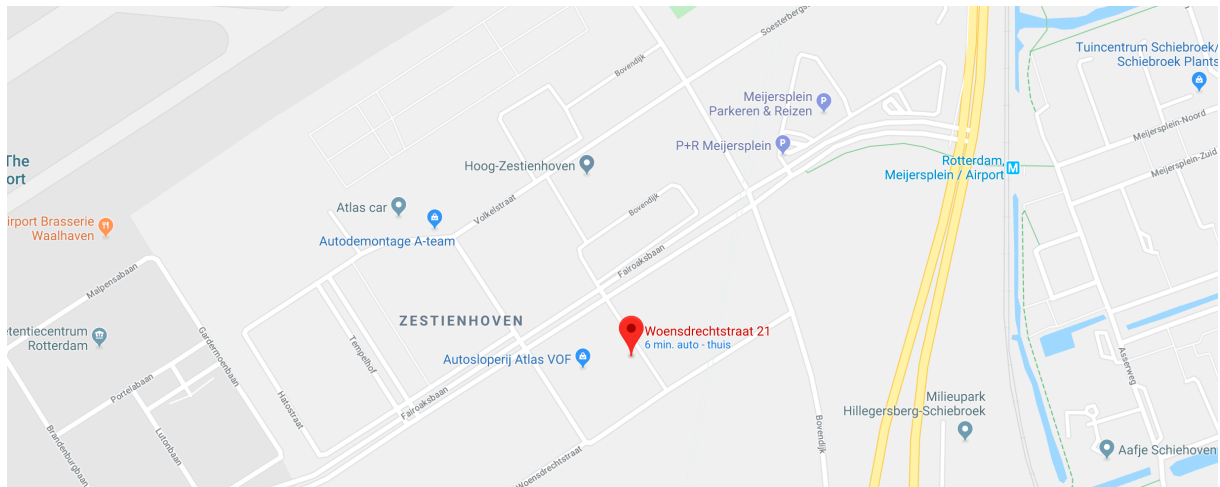 Soesterbergs
Tuincentrum Schiebroek/
Schiebroek Plants
Bovendijk
Meijersplein
Parkeren & Reizen
Meijersplein-Noord
P+R Meijersplein
The
ort
Hoog-Zestienhoven
Rotterdam,
Meijersplein / Airport
M
Meijersplein-Zuid
Atlas car
Volkelstraat
Bovendijk
irport Brasserie
Waalhaven
Autodemontage A-team
Fairoaksbaan
Malpensabaan
ZESTIENHOVEN
Woensdrechtstraat 21
6 min. auto - thuis
etentiecentrum
Rotterdam
Gardermoenbaan
Tempelhof
Autosloperij Atlas VOF
Asserweg
Portelabaan
Hatostraat
Fairoaksbaan
Milieupark
Hillegersberg-Schiebroek
Bovendijk
Brandenburgbaan
Lutonbaan
Woensdrechtstraat
Aafje Schiehoven